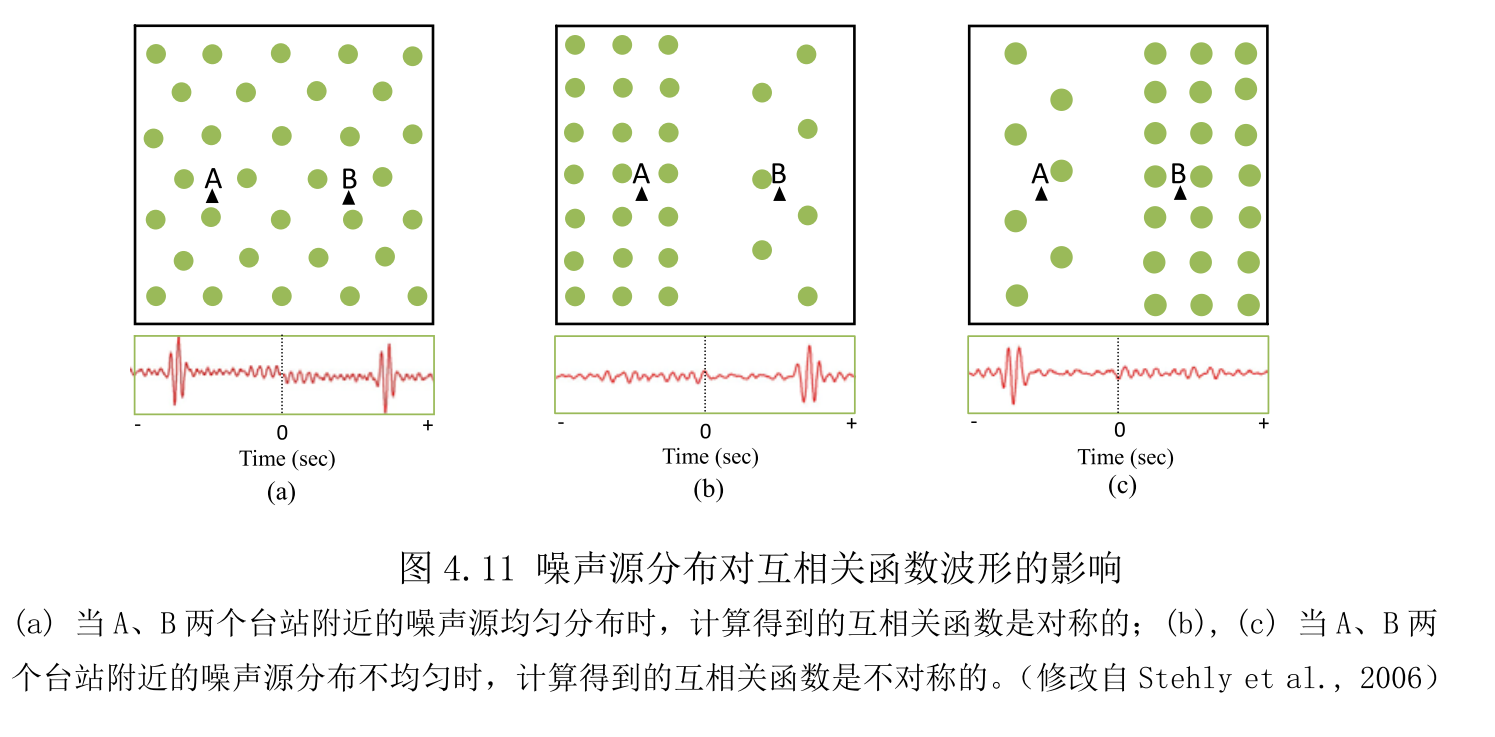 A B
A B
A B
- 0 +
Time (sec)
(a)
- 0 +
Time (sec)
(b)
- 0 +
Time (sec)
(c)
图 4.11 噪声源分布对互相关函数波形的影响
(a) 当 A、B 两个台站附近的噪声源均匀分布时，计算得到的互相关函数是对称的；(b), (c) 当 A、B 两
个台站附近的噪声源分布不均匀时，计算得到的互相关函数是不对称的。（修改自 Stehly et al., 2006）